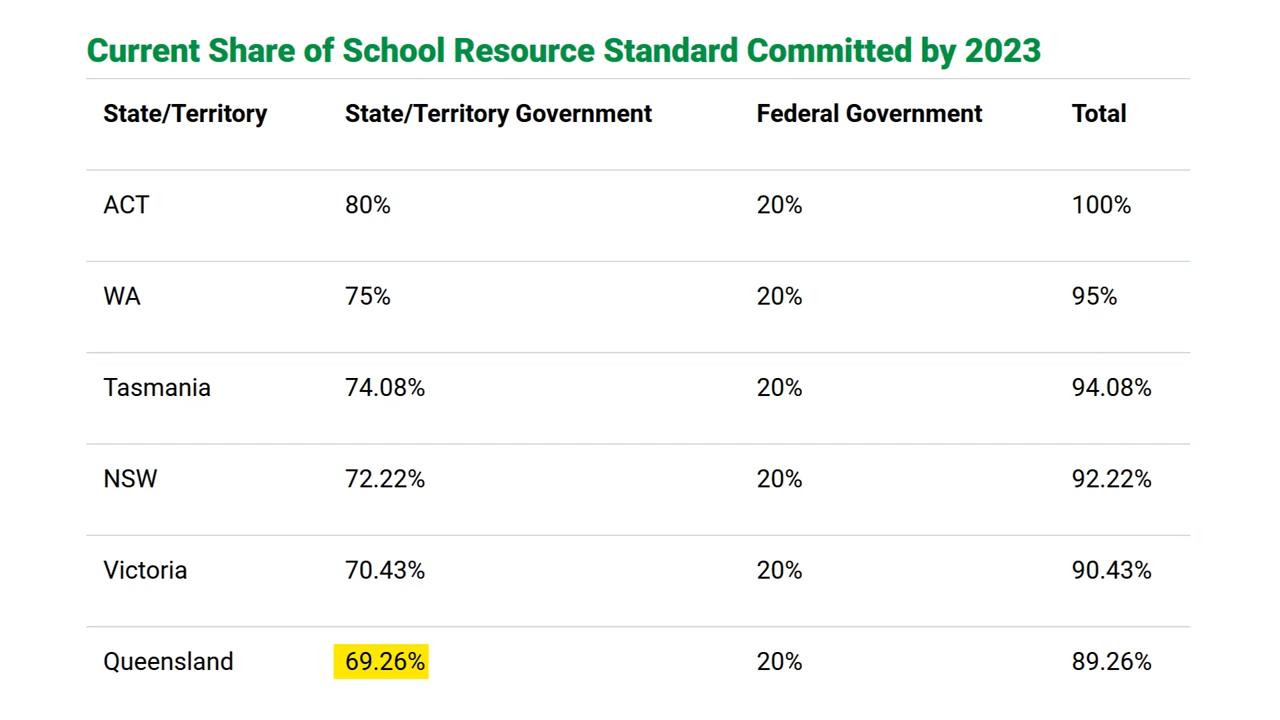 Current Share of School Resource Standard Committed by 2023
State/Territory State/Territory Government Federal Government Total
ACT 80% 20% 100%
WA 75% 20% 95%
Tasmania 74.08% 20% 94.08%
NSW 72.22% 20% 92.22%
Victoria 70.43% 20% 90.43%
Queensland 69.26% 20% 89.26%